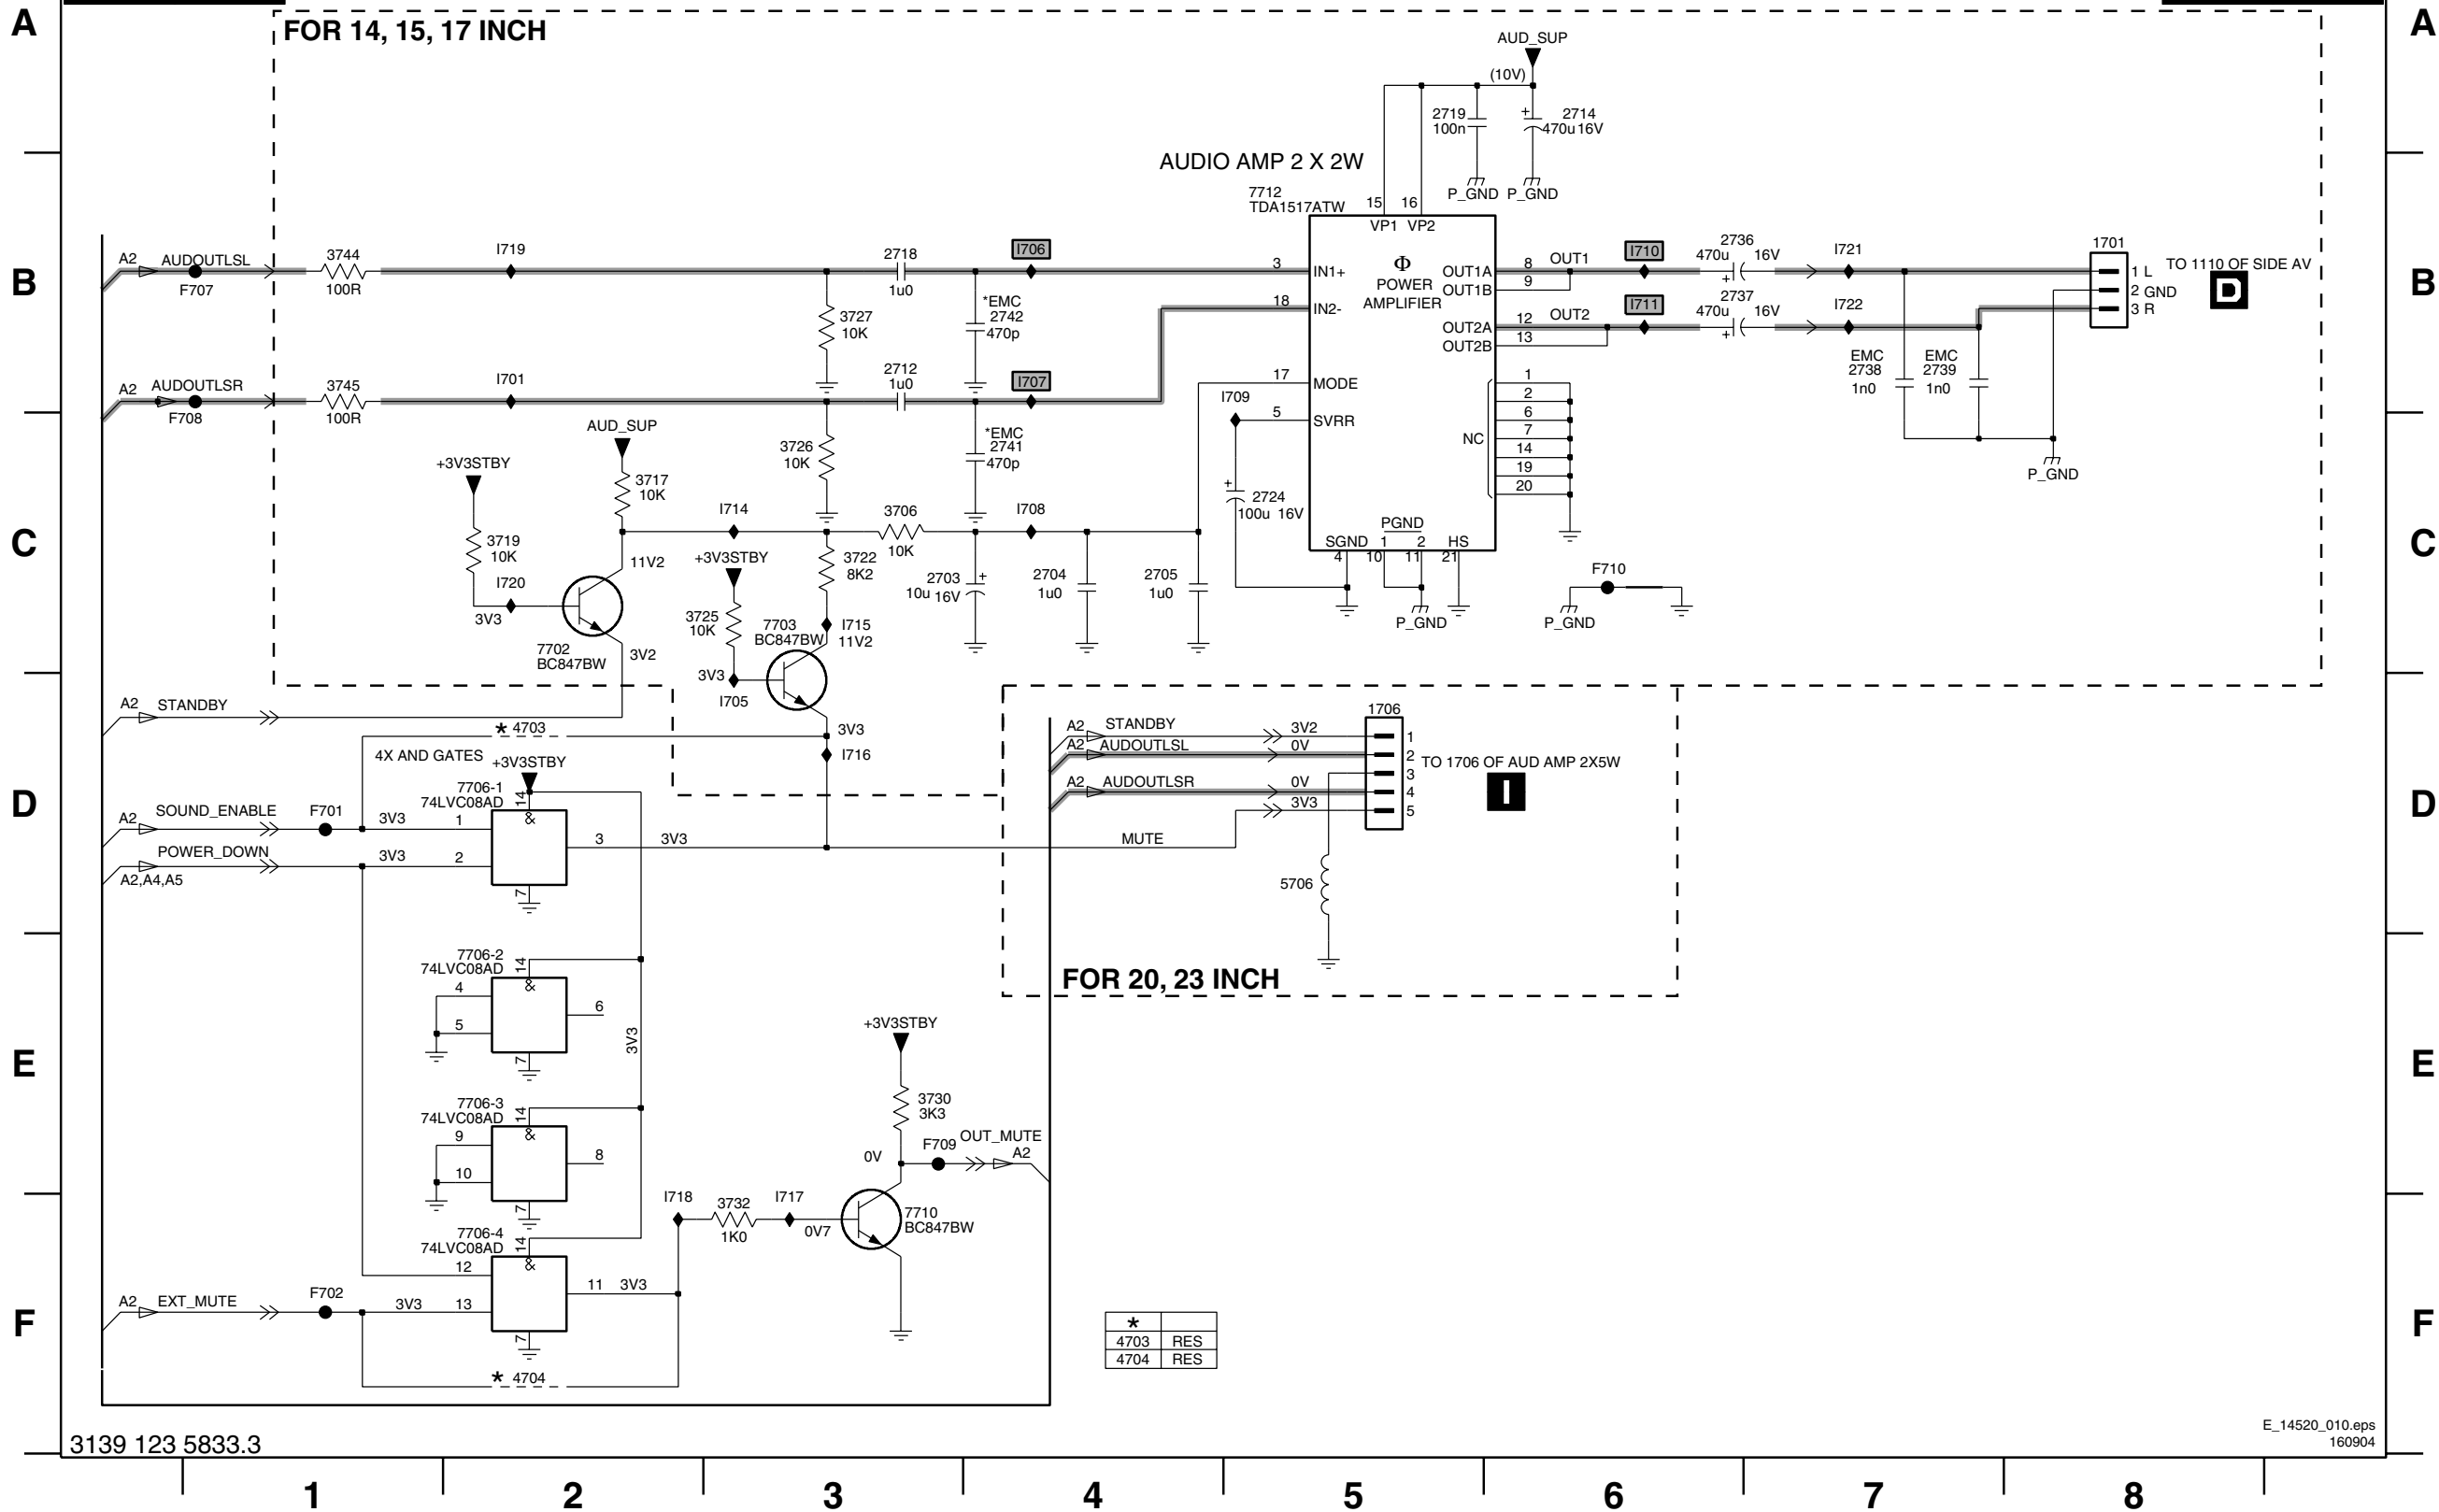 A
A
FOR 14, 15, 17 INCH
AUD_SUP
(10V)
2719
100n
+
2714
470u 16V
P_GND P_GND
AUDIO AMP 2 X 2W
7712
TDA1517ATW
15 16
VP1 VP2
B
B
A2 AUDOUTLSL
F707
3744
100R
I719
2718
1u0
I706
3 IN1+
18 IN2-
Φ
POWER
AMPLIFIER
OUT1A 8 OUT1
OUT1B 9
I710
2736
470u 16V
+
I721
1701
1 L
2 GND
3 R
TO 1110 OF SIDE AV
D
3727
10K
*EMC
2742
470p
OUT2A 12 OUT2
OUT2B 13
I711
2737
470u 16V
+
I722
EMC
2738
1n0
EMC
2739
1n0
P_GND
A2 AUDOUTLSR
F708
3745
100R
I701
2712
1u0
I707
17 MODE
I709
5 SVRR
NC
1
2
6
7
14
19
20
C
C
AUD_SUP
+3V3STBY
3717
10K
3726
10K
*EMC
2741
470p
+
2724
100u 16V
3719
10K
I714
3706
10K
I708
11V2
+3V3STBY
3722
8K2
I720
3V3
2703
10u 16V
+
2704
1u0
2705
1u0
PGND
SGND 1 2 HS
4 10 11 21
P_GND
F710
P_GND
3725
10K
7703
BC847BW
I715
11V2
7702
BC847BW
3V2
3V3
I705
A2 STANDBY
* 4703
3V3
I716
D
D
4X AND GATES
+3V3STBY
7706-1
74LVC08AD
14
&
A2 SOUND_ENABLE
F701
3V3
1
3
3V3
POWER_DOWN
A2,A4,A5
3V3
2
7
A2 STANDBY
3V2
A2 AUDOUTLSL
0V
A2 AUDOUTLSR
0V
3V3
MUTE
1706
1
2
3
4
5
TO 1706 OF AUD AMP 2X5W
I
5706
FOR 20, 23 INCH
E
E
7706-2
74LVC08AD
14
&
4
5
6
7
3V3
7706-3
74LVC08AD
14
&
9
10
8
7
+3V3STBY
3730
3K3
0V
F709
OUT_MUTE
A2
F
F
7706-4
74LVC08AD
14
&
12
13
11 3V3
7
I718
3732
1K0
I717
0V7
7710
BC847BW
A2 EXT_MUTE
F702
3V3
* 4704
*
4703 RES
4704 RES
3139 123 5833.3
E_14520_010.eps
160904
1 2 3 4 5 6 7 8